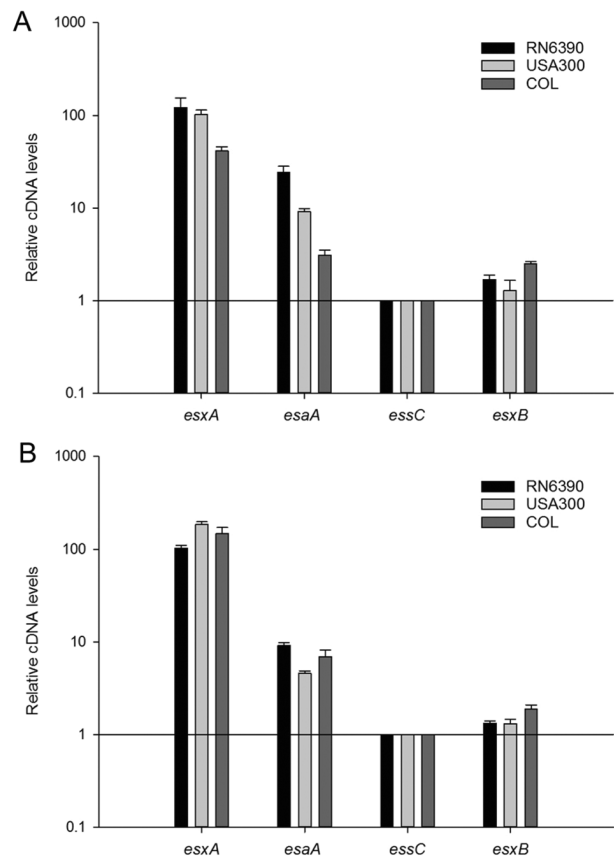 A
1000
100
10
1
0.1
Relative cDNA levels
RN6390
USA300
COL
esxA esaA essC esxB
B
1000
100
10
1
0.1
Relative cDNA levels
RN6390
USA300
COL
esxA esaA essC esxB